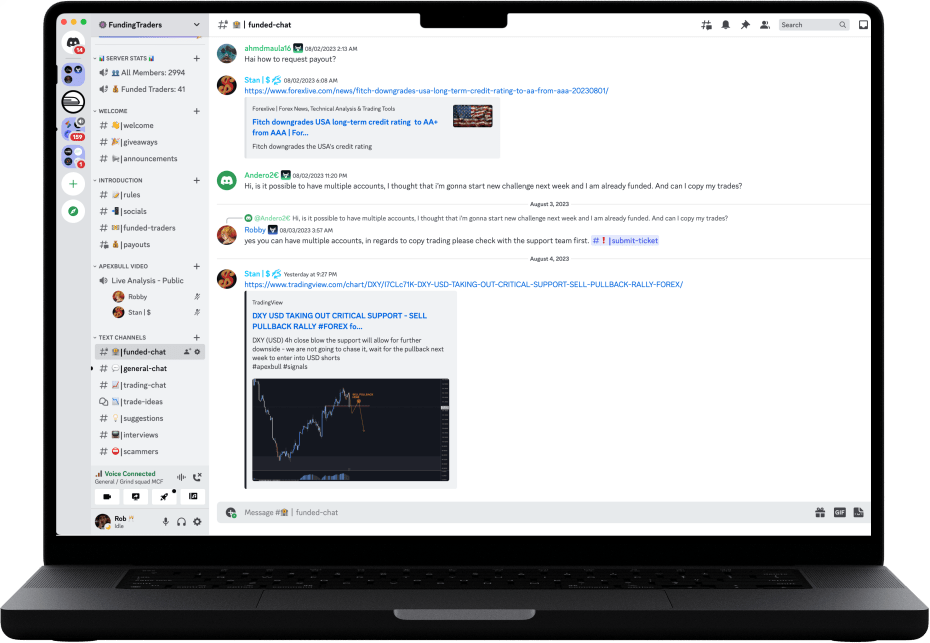 FundingTraders
# | funded-chat
Search
14
159
1
SERVER STATS
All Members: 2994
Funded Traders: 41
WELCOME
|welcome
|giveaways
|announcements
INTRODUCTION
|rules
|socials
|funded-traders
|payouts
APEXBULL VIDEO
Live Analysis - Public
Robby
Stan | $
TEXT CHANNELS
|funded-chat
|general-chat
|trading-chat
|trade-ideas
|suggestions
|interviews
|scammers
Voice Connected
General / Grind squad MCF
Rob
Idle
ahmdmaula16 08/02/2023 2:13 AM
Hai how to request payout?
Stan | $ 08/02/2023 6:08 AM
https://www.forexlive.com/news/fitch-downgrades-usa-long-term-credit-rating-to-aa-from-aaa-20230801/
Forexlive | Forex News, Technical Analysis & Trading Tools
Fitch downgrades USA long-term credit rating to AA+
from AAA | For...
Fitch downgrades the USA's credit rating
Andero2€ 08/02/2023 11:20 PM
Hi, is it possible to have multiple accounts, I thought that i'm gonna start new challenge next week and I am already funded. And can I copy my trades?
August 3, 2023
@Andero2€ Hi, is it possible to have multiple accounts, I thought that i'm gonna start new challenge next week and I am already funded. And can I copy my trades?
Robby 08/03/2023 3:57 AM
yes you can have multiple accounts, in regards to copy trading please check with the support team first. # |submit-ticket
August 4, 2023
Stan | $ Yesterday at 9:27 PM
https://www.tradingview.com/chart/DXY/I7CLc71K-DXY-USD-TAKING-OUT-CRITICAL-SUPPORT-SELL-PULLBACK-RALLY-FOREX/
TradingView
DXY USD TAKING OUT CRITICAL SUPPORT - SELL
PULLBACK RALLY #FOREX fo...
DXY (USD) 4h close blow the support will allow for further
downside - we are not going to chase it, wait for the pullback next
week to enter into USD shorts
#apexbull #signals
Message # | funded-chat
GIF